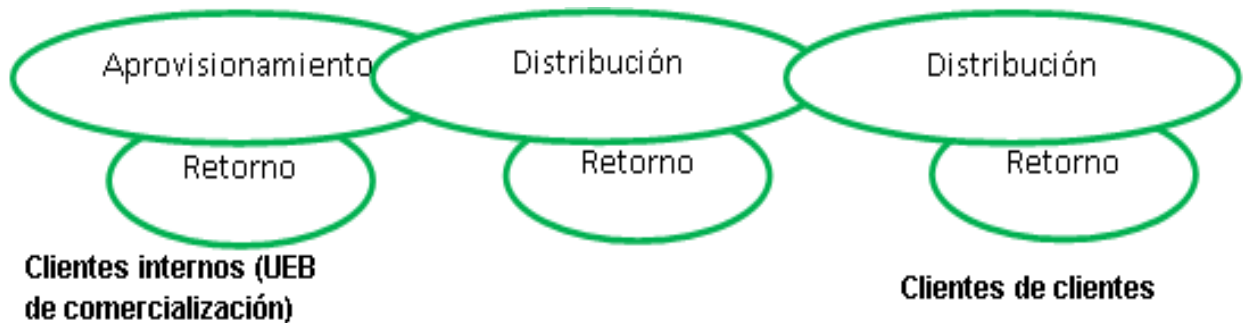 Aprovisionamiento
Distribución
Distribución
Retorno
Retorno
Retorno
Clientes internos (UEB
de comercialización)
Clientes de clientes